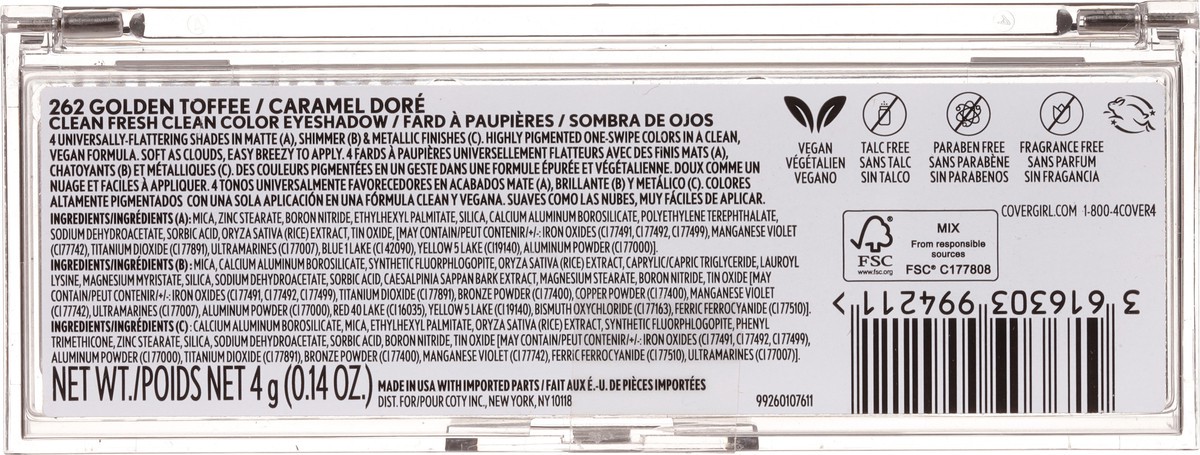 262 GOLDEN TOFFEE / CARAMEL DORÉ
CLEAN FRESH CLEAN COLOR EYESHADOW / FARD À PAUPIÈRES / SOMBRA DE OJOS
4 UNIVERSALLY-FLATTERING SHADES IN MATTE (A), SHIMMER (B) & METALLIC FINISHES (C). HIGHLY PIGMENTED ONE-SWIPE COLORS IN A CLEAN,
VEGAN FORMULA. SOFT AS CLOUDS, EASY BREEZY TO APPLY. 4 FARDS À PAUPIÈRES UNIVERSELLEMENT FLATTEURS AVEC DES FINIS MATS (A),
CHATOYANTS (B) ET MÉTALLIQUES (C). DES COULEURS PIGMENTÉES EN UN GESTE DANS UNE FORMULE ÉPURÉE ET VÉGÉTALIENNE. DOUX COMME UN
NUAGE ET FACILES À APPLIQUER. 4 TONOS UNIVERSALMENTE FAVORECEDORES EN ACABADOS MATE (A), BRILLANTE (B) Y METÁLICO (C). COLORES
ALTAMENTE PIGMENTADOS CON UNA SOLA APLICACIÓN EN UNA FÓRMULA CLEAN Y VEGANA. SUAVES COMO LAS NUBES, MUY FÁCILES DE APLICAR.
INGREDIENTS/INGRÉDIENTS (A): MICA, ZINC STEARATE, BORON NITRIDE, ETHYLHEXYL PALMITATE, SILICA, CALCIUM ALUMINUM BOROSILICATE, POLYETHYLENE TEREPHTHALATE,
SODIUM DEHYDROACETATE, SORBIC ACID, ORYZA SATIVA (RICE) EXTRACT, TIN OXIDE, [MAY CONTAIN/PEUT CONTENIR/+/-: IRON OXIDES (CI 77491, CI 77492, CI 77499), MANGANESE VIOLET
(CI 77742), TITANIUM DIOXIDE (CI 77891), ULTRAMARINES (CI 77007), BLUE 1 LAKE (CI 42090), YELLOW 5 LAKE (CI 19140), ALUMINUM POWDER (CI 77000)].
INGREDIENTS/INGRÉDIENTS (B): MICA, CALCIUM ALUMINUM BOROSILICATE, SYNTHETIC FLUORPHLOGOPITE, ORYZA SATIVA (RICE) EXTRACT, CAPRYLIC/CAPRIC TRIGLYCERIDE, LAUROYL
LYSINE, MAGNESIUM MYRISTATE, SILICA, SODIUM DEHYDROACETATE, SORBIC ACID, CAESALPINIA SAPPAN BARK EXTRACT, MAGNESIUM STEARATE, BORON NITRIDE, TIN OXIDE [MAY
CONTAIN/PEUT CONTENIR/+/-: IRON OXIDES (CI 77491, CI 77492, CI 77499), TITANIUM DIOXIDE (CI 77891), BRONZE POWDER (CI 77400), COPPER POWDER (CI 77400), MANGANESE VIOLET
(CI 77742), ULTRAMARINES (CI 77007), ALUMINUM POWDER (CI 77000), RED 40 LAKE (CI 16035), YELLOW 5 LAKE (CI 19140), BISMUTH OXYCHLORIDE (CI 77163), FERRIC FERROCYANIDE (CI 77510)].
INGREDIENTS/INGRÉDIENTS (C): CALCIUM ALUMINUM BOROSILICATE, MICA, ETHYLHEXYL PALMITATE, ORYZA SATIVA (RICE) EXTRACT, SYNTHETIC FLUORPHLOGOPITE, PHENYL
TRIMETHICONE, ZINC STEARATE, SILICA, SODIUM DEHYDROACETATE, SORBIC ACID, BORON NITRIDE, TIN OXIDE [MAY CONTAIN/PEUT CONTENIR/+/-: IRON OXIDES (CI 77491, CI 77492, CI 77499),
ALUMINUM POWDER (CI 77000), TITANIUM DIOXIDE (CI 77891), BRONZE POWDER (CI 77400), MANGANESE VIOLET (CI 77742), FERRIC FERROCYANIDE (CI 77510), ULTRAMARINES (CI 77007)].
NET WT./POIDS NET 4 g (0.14 OZ.)
MADE IN USA WITH IMPORTED PARTS / FAIT AUX É.-U. DE PIÈCES IMPORTÉES
DIST. FOR/POUR COTY INC., NEW YORK, NY 10118
99260107611
VEGAN
VÉGÉTALIEN
VEGANO
TALC FREE
SANS TALC
SIN TALCO
PARABEN FREE
SANS PARABÈNE
SIN PARABENOS
FRAGRANCE FREE
SANS PARFUM
SIN FRAGANCIA
COVERGIRL.COM 1-800-4COVER4
FSC
www.fsc.org
MIX
From responsible
sources
FSC® C177808
3 616303 994211 >